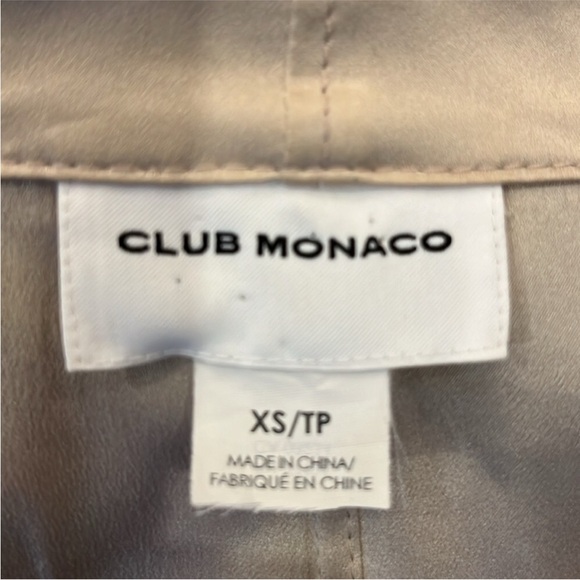 CLUB MONACO
XS/TP
MADE IN CHINA/
FABRIQUÉ EN CHINE